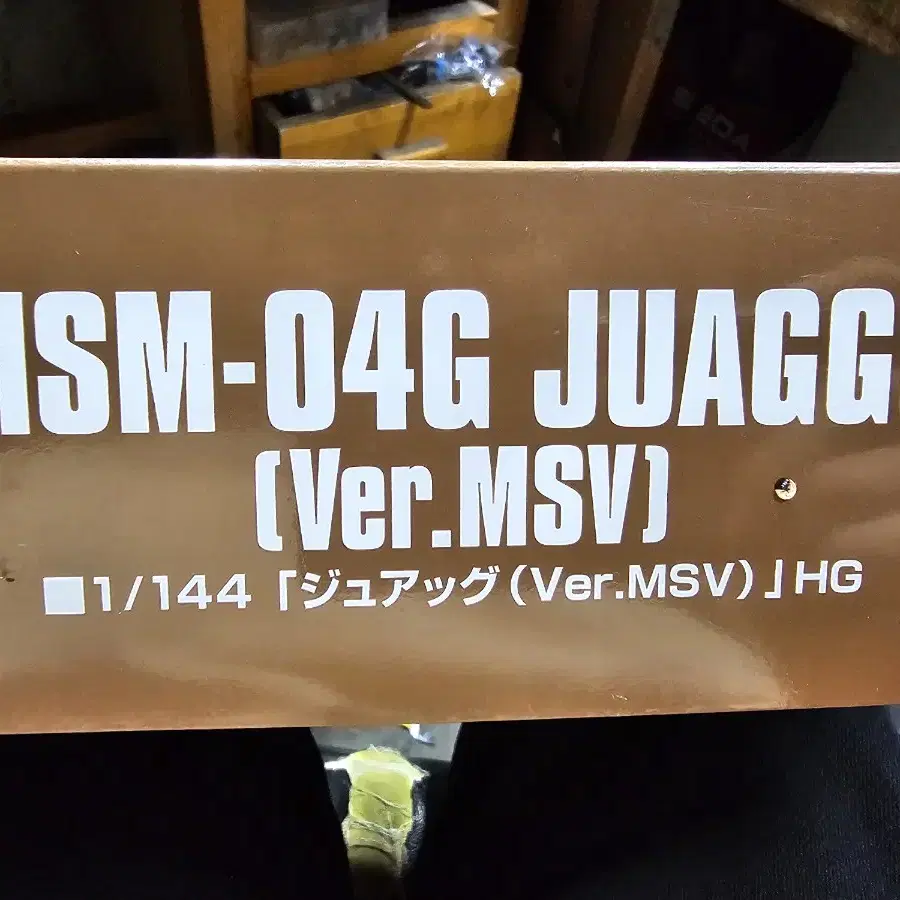 MSM-04G JUAGG
(Ver.MSV)
■1/144「ジュアッグ(Ver.MSV)」HG